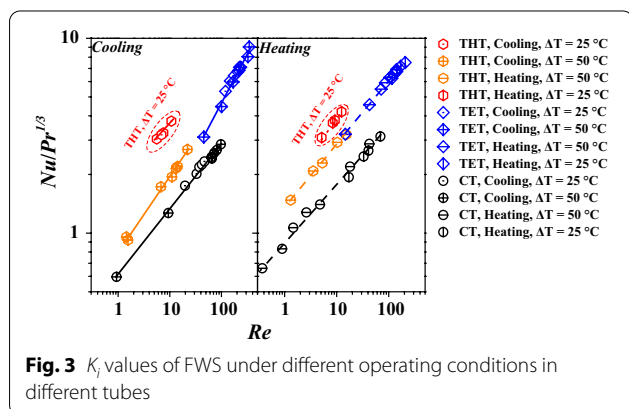 10
Cooling
Heating
THT, ΔT = 25 °C
THT, ΔT = 25 °C
Nu/Pr^1/3
1
1 10 100 1 10 100
Re
THT, Cooling, ΔT = 25 °C
THT, Cooling, ΔT = 50 °C
THT, Heating, ΔT = 50 °C
THT, Heating, ΔT = 25 °C
TET, Cooling, ΔT = 25 °C
TET, Cooling, ΔT = 50 °C
TET, Heating, ΔT = 50 °C
TET, Heating, ΔT = 25 °C
CT, Cooling, ΔT = 25 °C
CT, Cooling, ΔT = 50 °C
CT, Heating, ΔT = 50 °C
CT, Heating, ΔT = 25 °C
Fig. 3 K_i values of FWS under different operating conditions in
different tubes